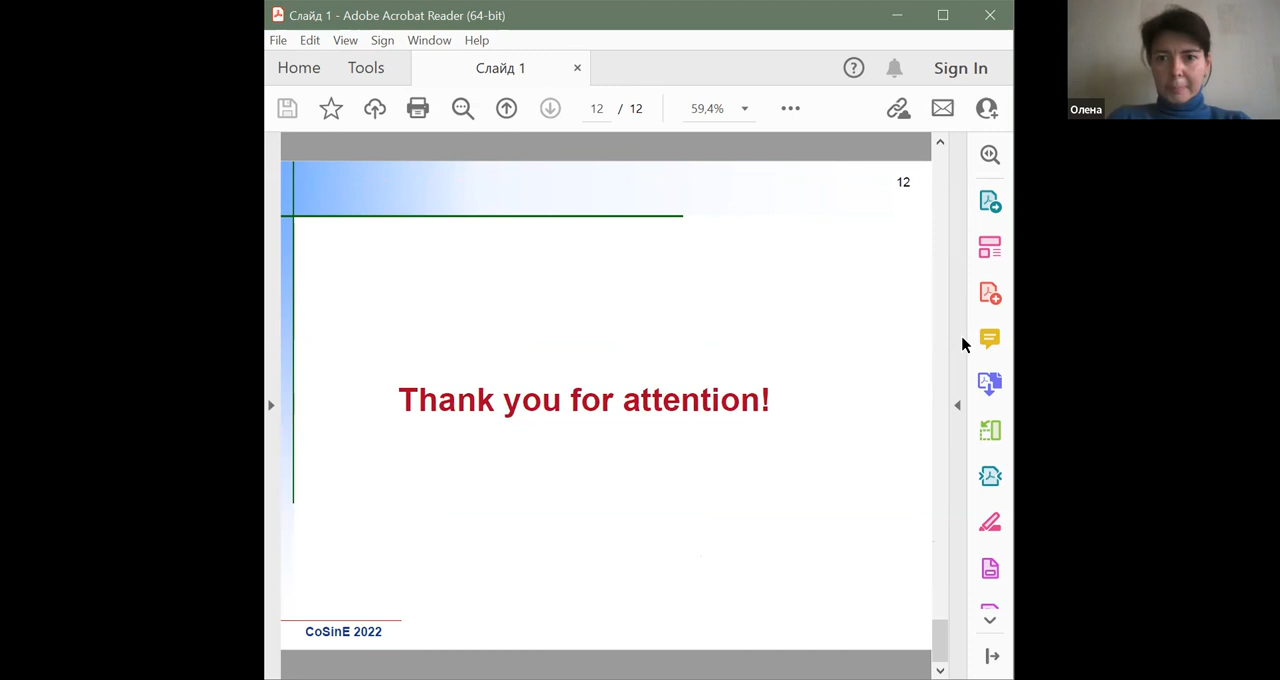 Слайд 1 - Adobe Acrobat Reader (64-bit)
File Edit View Sign Window Help
Home Tools Слайд 1 Sign In
12 / 12 59,4%
Олена
12
Thank you for attention!
CoSinE 2022